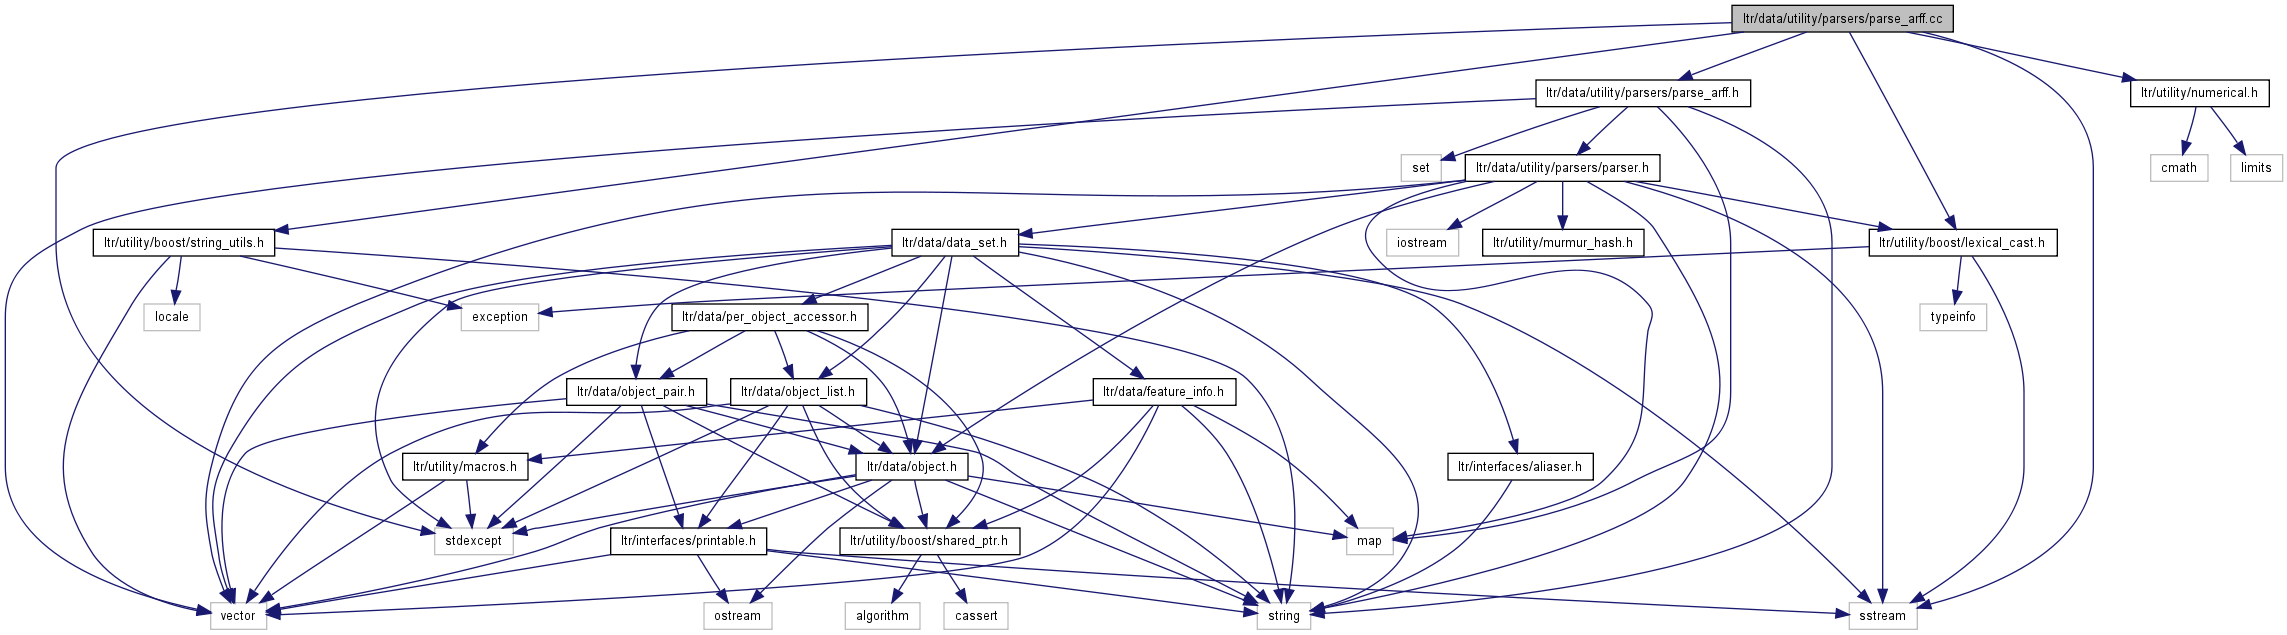 ltr/data/utility/parsers/parse_arff.cc
ltr/data/utility/parsers/parse_arff.h
ltr/utility/numerical.h
set
ltr/data/utility/parsers/parser.h
cmath
limits
ltr/utility/boost/string_utils.h
ltr/data/data_set.h
iostream
ltr/utility/murmur_hash.h
ltr/utility/boost/lexical_cast.h
locale
exception
ltr/data/per_object_accessor.h
typeinfo
ltr/data/object_pair.h
ltr/data/object_list.h
ltr/data/feature_info.h
ltr/utility/macros.h
ltr/data/object.h
ltr/interfaces/aliaser.h
stdexcept
ltr/interfaces/printable.h
ltr/utility/boost/shared_ptr.h
map
vector
ostream
algorithm
cassert
string
sstream